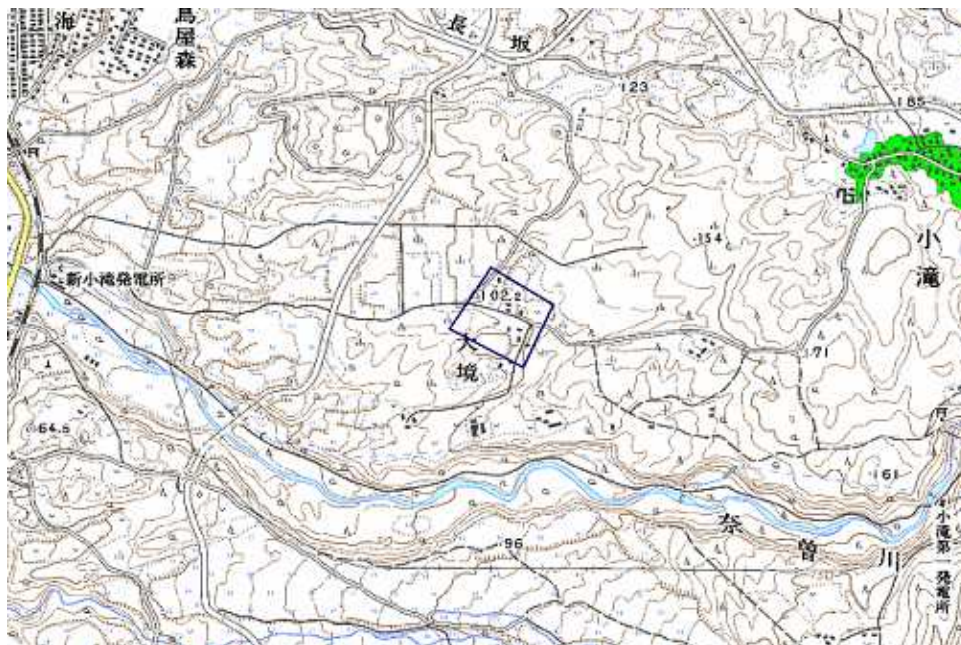 海
鳥屋森
長坂
123
185
小滝
154
新小滝発電所
102.2
大境
171
64.5
161
奈曽川
96
小滝第一発電所